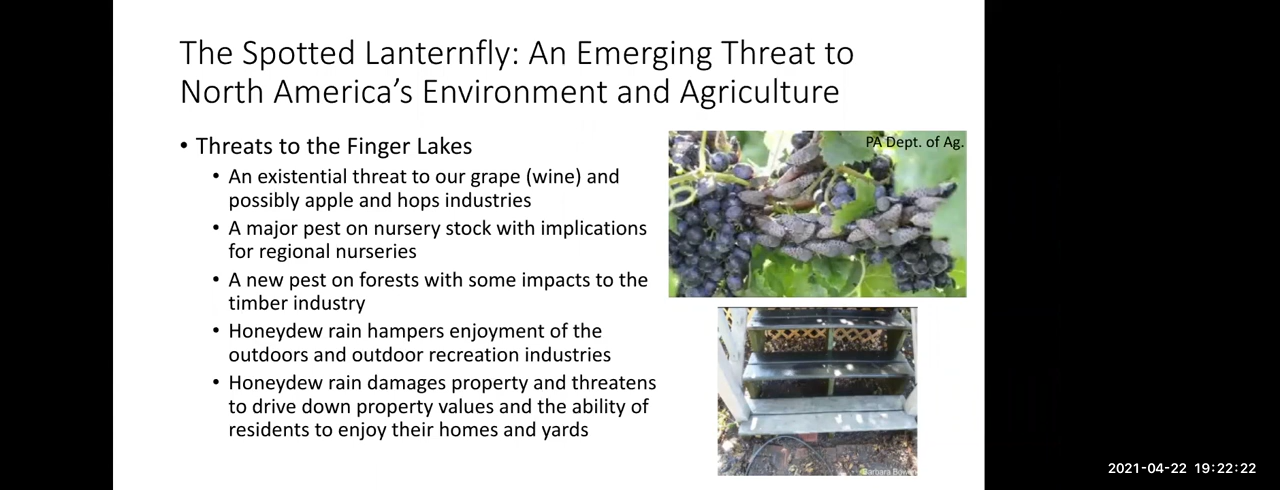 The Spotted Lanternfly: An Emerging Threat to
North America’s Environment and Agriculture
• Threats to the Finger Lakes
• An existential threat to our grape (wine) and
possibly apple and hops industries
• A major pest on nursery stock with implications
for regional nurseries
• A new pest on forests with some impacts to the
timber industry
• Honeydew rain hampers enjoyment of the
outdoors and outdoor recreation industries
• Honeydew rain damages property and threatens
to drive down property values and the ability of
residents to enjoy their homes and yards
PA Dept. of Ag.
Barbara Bowen
2021-04-22 19:22:22